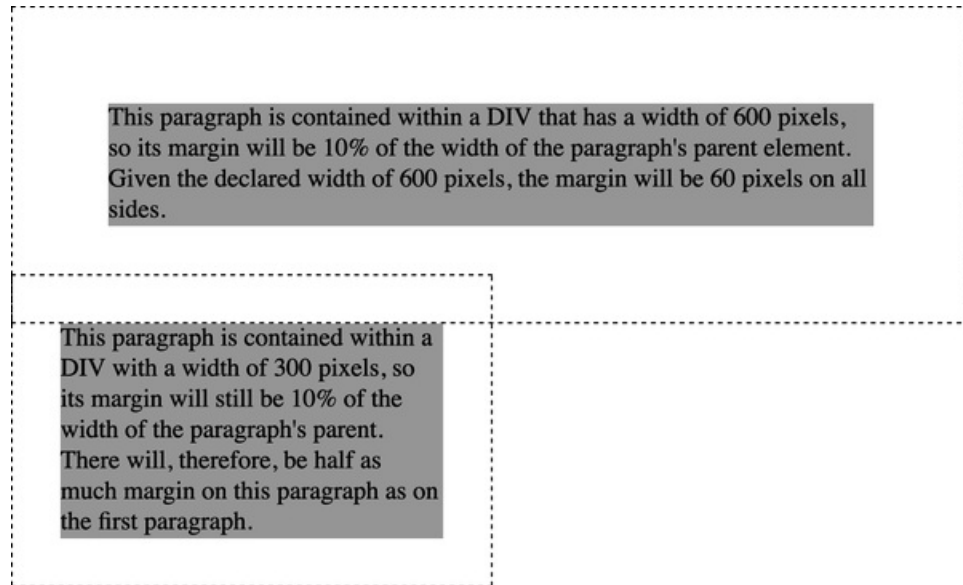 This paragraph is contained within a DIV that has a width of 600 pixels,
so its margin will be 10% of the width of the paragraph's parent element.
Given the declared width of 600 pixels, the margin will be 60 pixels on all
sides.
This paragraph is contained within a
DIV with a width of 300 pixels, so
its margin will still be 10% of the
width of the paragraph's parent.
There will, therefore, be half as
much margin on this paragraph as on
the first paragraph.